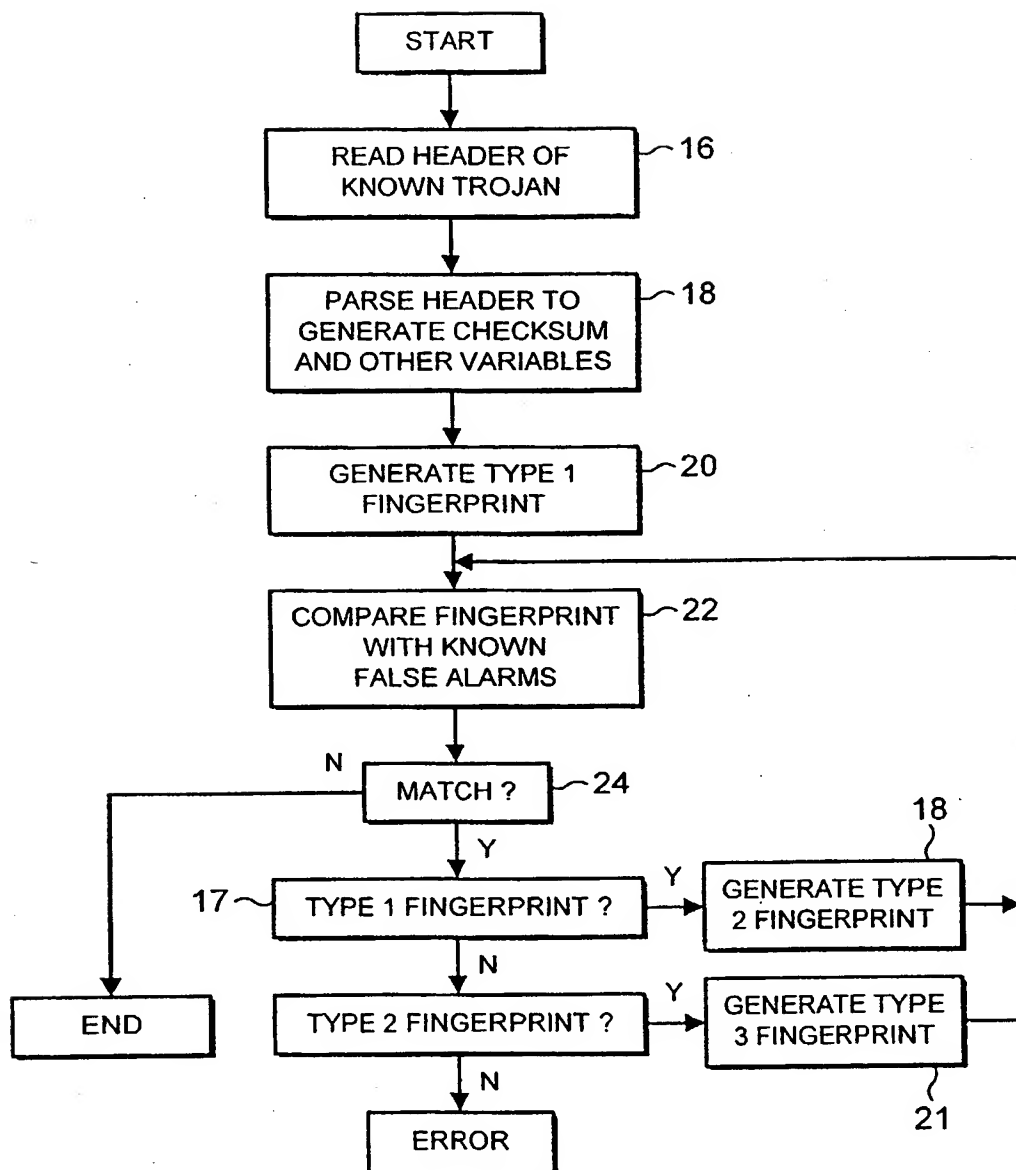 START
READ HEADER OF
KNOWN TROJAN
16
PARSE HEADER TO
GENERATE CHECKSUM
AND OTHER VARIABLES
18
GENERATE TYPE 1
FINGERPRINT
20
COMPARE FINGERPRINT
WITH KNOWN
FALSE ALARMS
22
N
MATCH ?
24
Y
17
TYPE 1 FINGERPRINT ?
Y
GENERATE TYPE
2 FINGERPRINT
18
N
END
TYPE 2 FINGERPRINT ?
Y
GENERATE TYPE
3 FINGERPRINT
21
N
ERROR